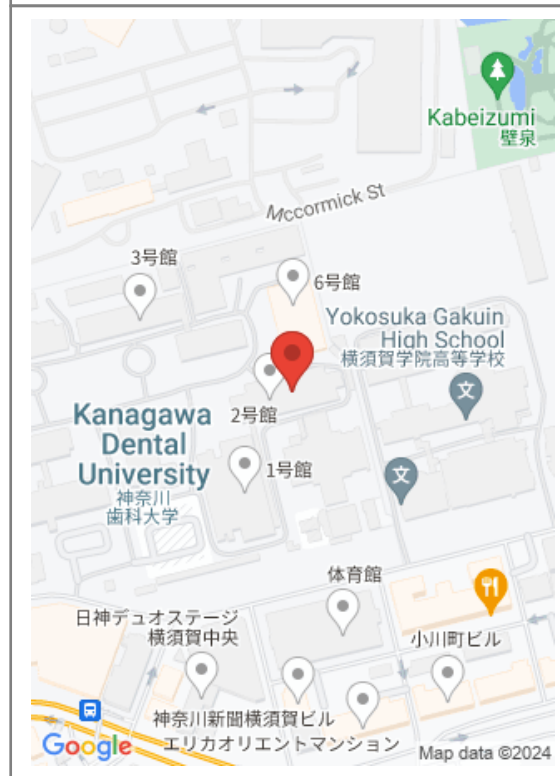 Kabeizumi
壁泉
Mccormick St
3号館
6号館
Yokosuka Gakuin
High School
横須賀学院高等学校
2号館
Kanagawa
Dental
University
神奈川
歯科大学
1号館
文
文
体育館
日神デュオステージ
横須賀中央
小川町ビル
神奈川新聞横須賀ビル
エリカオリエントマンション
Google
Map data ©2024